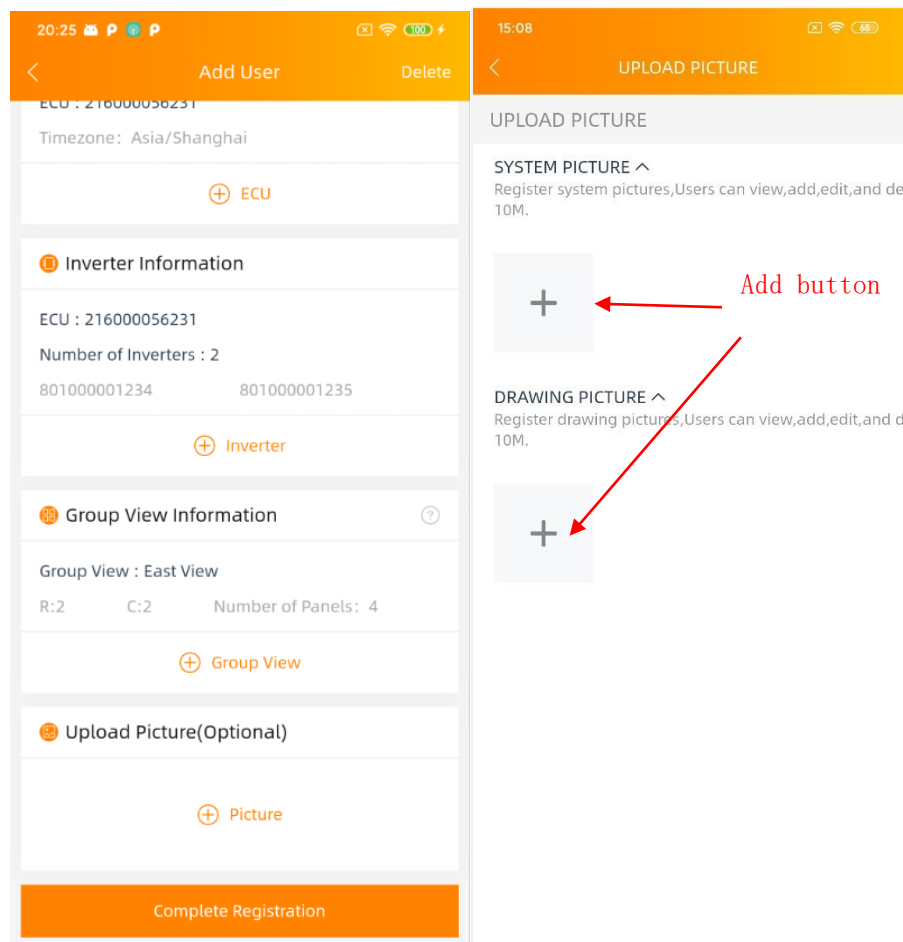 20:25 P P
100
Add User
Delete
ECU : 216000056231
Timezone: Asia/Shanghai
ECU
Inverter Information
ECU : 216000056231
Number of Inverters : 2
801000001234 801000001235
Inverter
Group View Information
?
Group View : East View
R:2 C:2 Number of Panels: 4
Group View
Upload Picture(Optional)
Picture
Complete Registration
15:08
68
UPLOAD PICTURE
UPLOAD PICTURE
SYSTEM PICTURE
Register system pictures,Users can view,add,edit,and de
10M.
Add button
DRAWING PICTURE
Register drawing pictures,Users can view,add,edit,and d
10M.